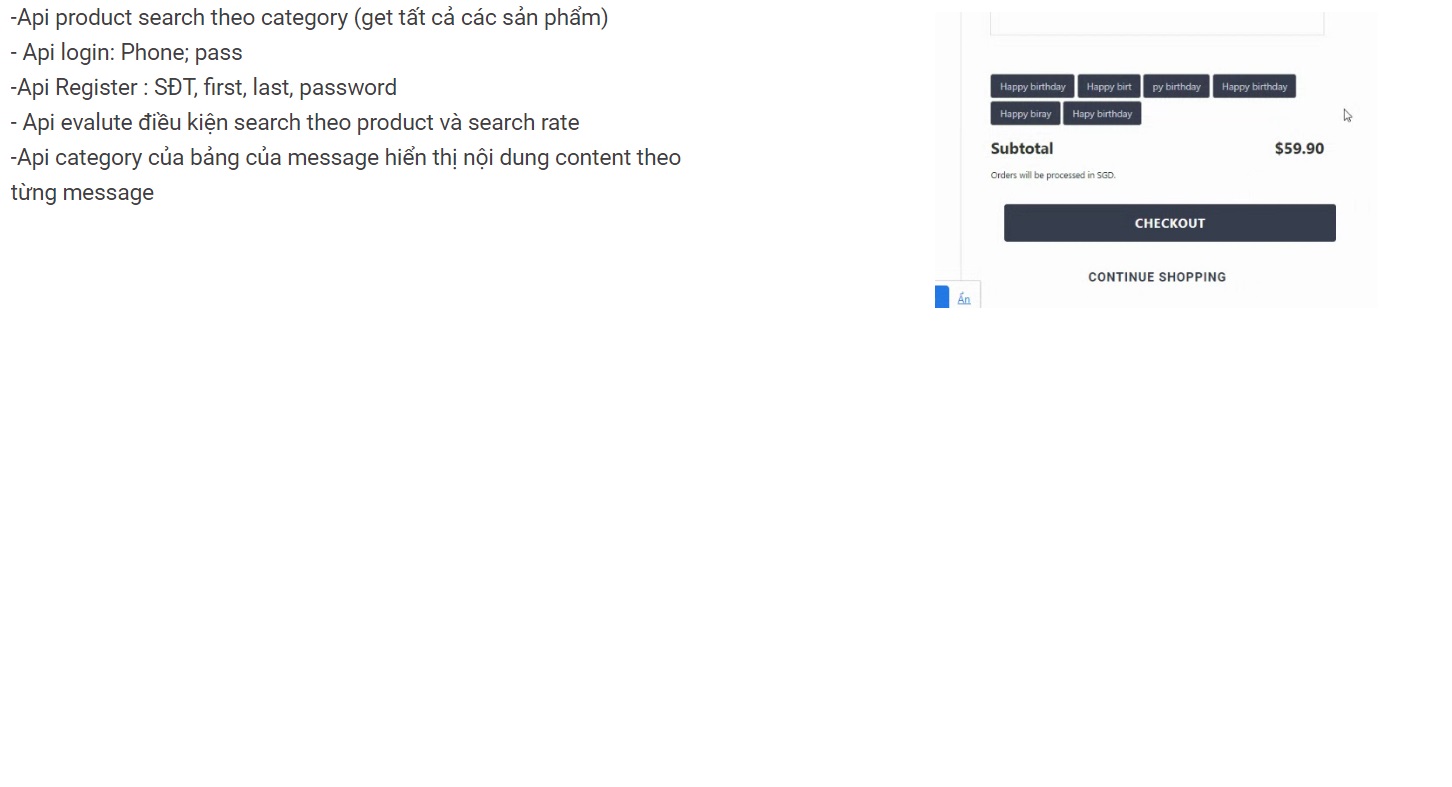 -Api product search theo category (get tất cả các sản phẩm)
- Api login: Phone; pass
-Api Register : SĐT, first, last, password
- Api evalute điều kiện search theo product và search rate
-Api category của bảng của message hiển thị nội dung content theo
từng message
Happy birthday Happy birt py birthday Happy birthday
Happy biray Hapy birthday
Subtotal $59.90
Orders will be processed in SGD.
CHECKOUT
CONTINUE SHOPPING
Ẩn